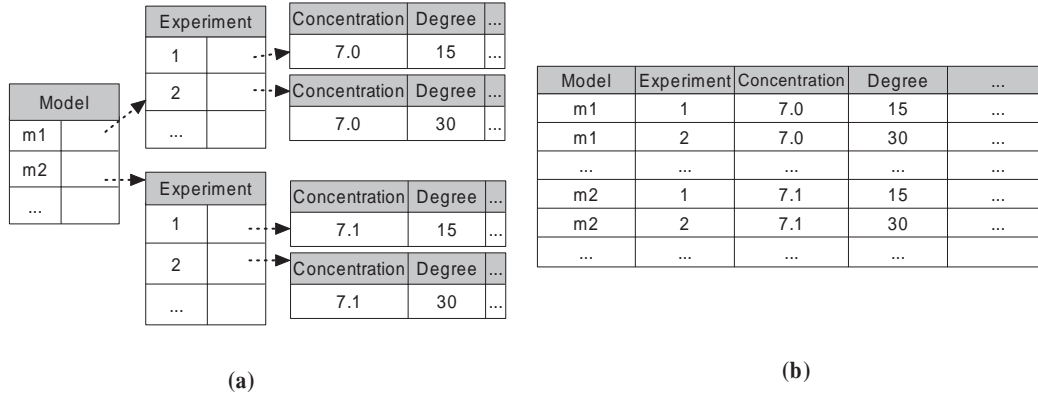 Model
m1
m2
...
Experiment
1
2
...
Concentration Degree ...
7.0 15 ...
Concentration Degree ...
7.0 30 ...
Experiment
1
2
...
Concentration Degree ...
7.1 15 ...
Concentration Degree ...
7.1 30 ...
(a)
Model Experiment Concentration Degree ...
m1 1 7.0 15 ...
m1 2 7.0 30 ...
... ... ... ... ...
m2 1 7.1 15 ...
m2 2 7.1 30 ...
... ... ... ... ...
(b)